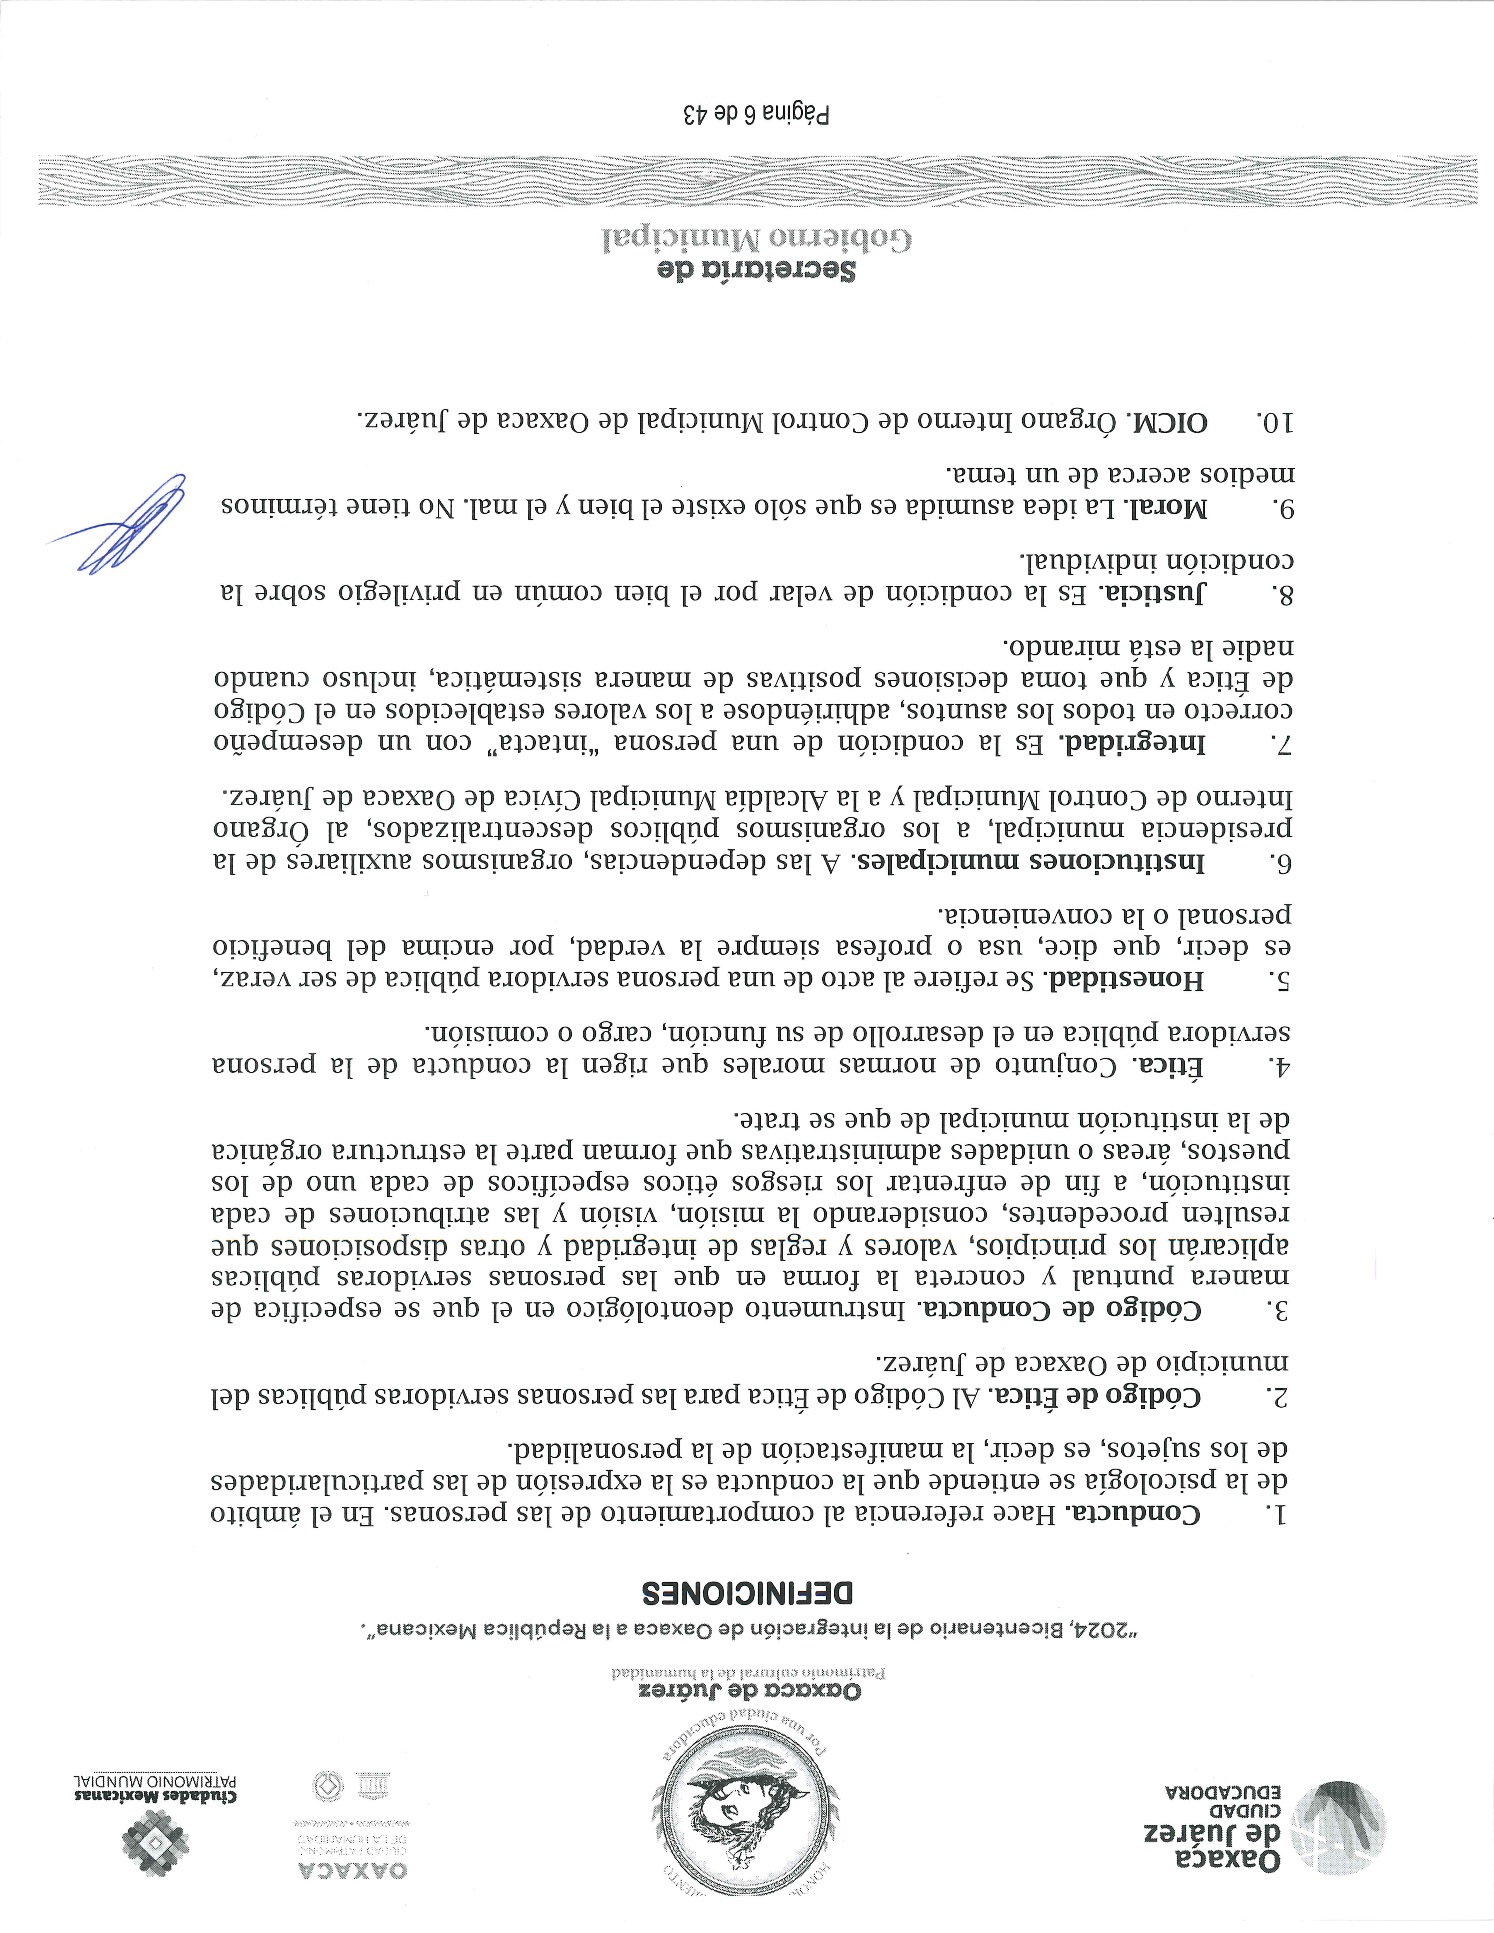 Oaxaca
de Juárez
CIUDAD
EDUCADORA
Por una ciudad educadora
Oaxaca de Juárez
Patrimonio cultural de la humanidad
OAXACA
CIUDAD PATRIMONIO
DE LA HUMANIDAD
Ciudades Mexicanas
PATRIMONIO MUNDIAL
"2024, Bicentenario de la integración de Oaxaca a la República Mexicana".
DEFINICIONES
1. Conducta. Hace referencia al comportamiento de las personas. En el ámbito
de la psicología se entiende que la conducta es la expresión de las particularidades
de los sujetos, es decir, la manifestación de la personalidad.
2. Código de Ética. Al Código de Ética para las personas servidoras públicas del
municipio de Oaxaca de Juárez.
3. Código de Conducta. Instrumento deontológico en el que se especifica de
manera puntual y concreta la forma en que las personas servidoras públicas
aplicarán los principios, valores y reglas de integridad y otras disposiciones que
resulten procedentes, considerando la misión, visión y las atribuciones de cada
institución, a fin de enfrentar los riesgos éticos específicos de cada uno de los
puestos, áreas o unidades administrativas que forman parte la estructura orgánica
de la institución municipal de que se trate.
4. Ética. Conjunto de normas morales que rigen la conducta de la persona
servidora pública en el desarrollo de su función, cargo o comisión.
5. Honestidad. Se refiere al acto de una persona servidora pública de ser veraz,
es decir, que dice, usa o profesa siempre la verdad, por encima del beneficio
personal o la conveniencia.
6. Instituciones municipales. A las dependencias, organismos auxiliares de la
presidencia municipal, a los organismos públicos descentralizados, al Órgano
Interno de Control Municipal y a la Alcaldía Municipal Cívica de Oaxaca de Juárez.
7. Integridad. Es la condición de una persona "intacta" con un desempeño
correcto en todos los asuntos, adhiriéndose a los valores establecidos en el Código
de Ética y que toma decisiones positivas de manera sistemática, incluso cuando
nadie la está mirando.
8. Justicia. Es la condición de velar por el bien común en privilegio sobre la
condición individual.
9. Moral. La idea asumida es que sólo existe el bien y el mal. No tiene términos
medios acerca de un tema.
10. OICM. Órgano Interno de Control Municipal de Oaxaca de Juárez.
Secretaría de
Gobierno Municipal
Página 6 de 43